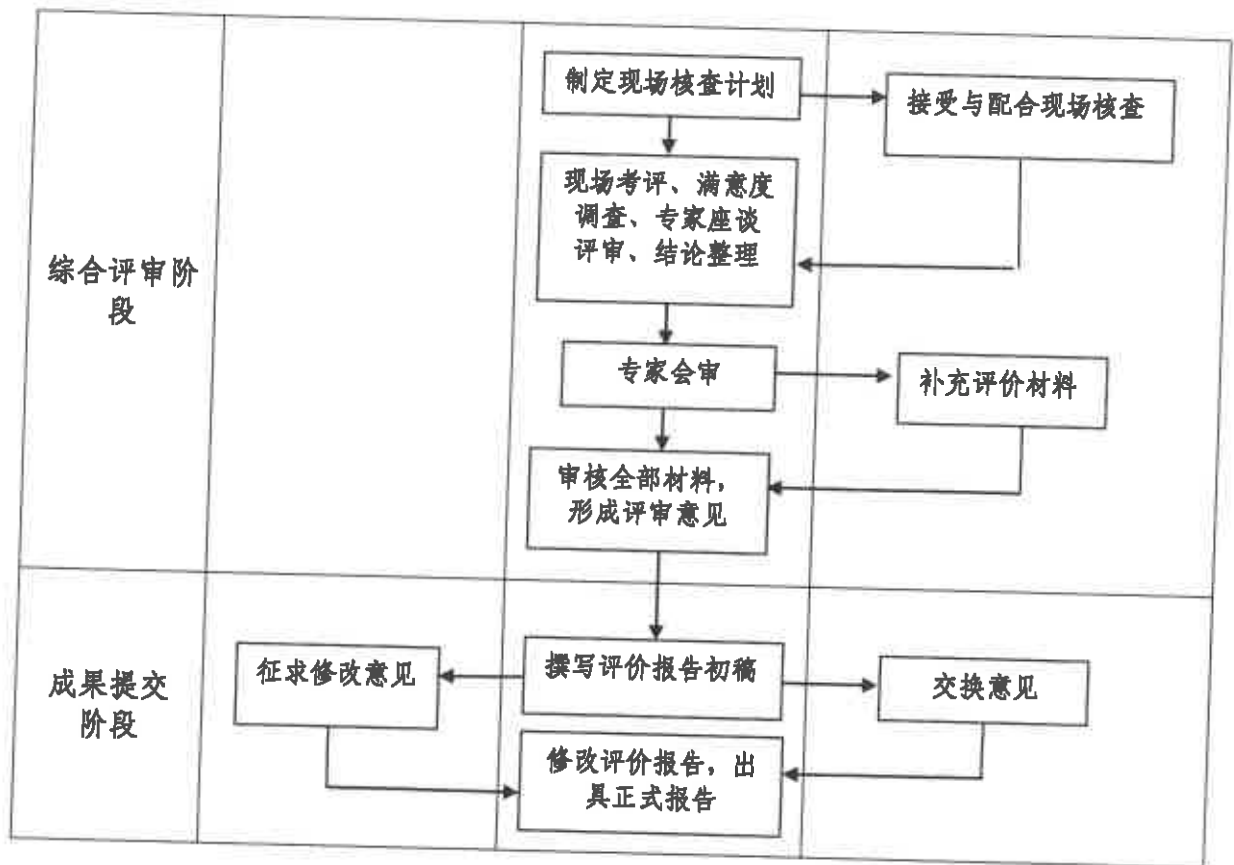 制定现场核查计划
接受与配合现场核查
现场考评、满意度
调查、专家座谈
评审、结论整理
综合评审阶
段
专家会审
补充评价材料
审核全部材料，
形成评审意见
成果提交
阶段
征求修改意见
撰写评价报告初稿
交换意见
修改评价报告，出
具正式报告